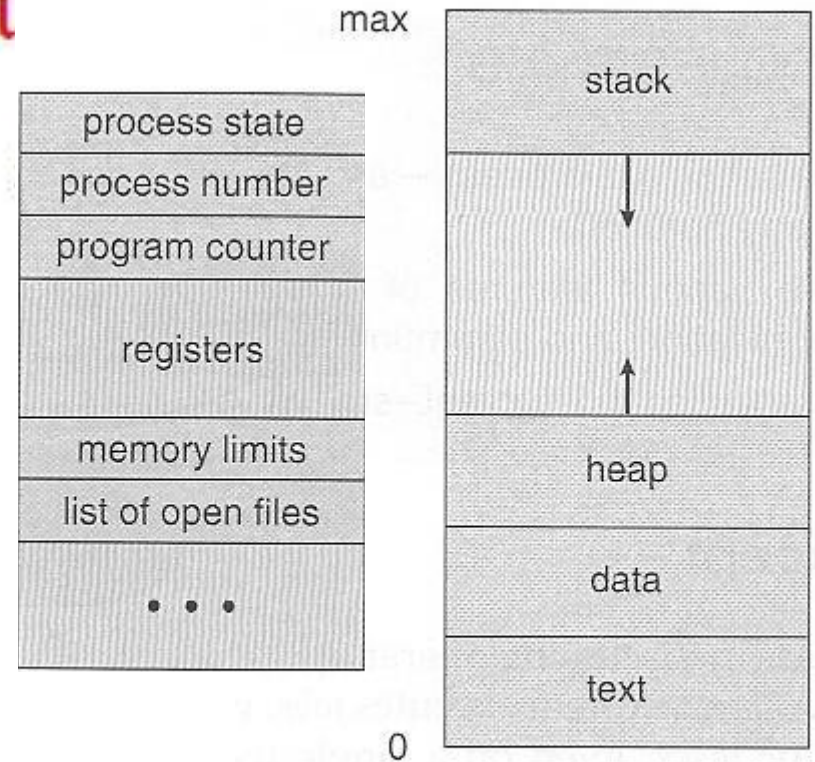 process state
process number
program counter
registers
memory limits
list of open files
• • •
max
stack
heap
data
text
0